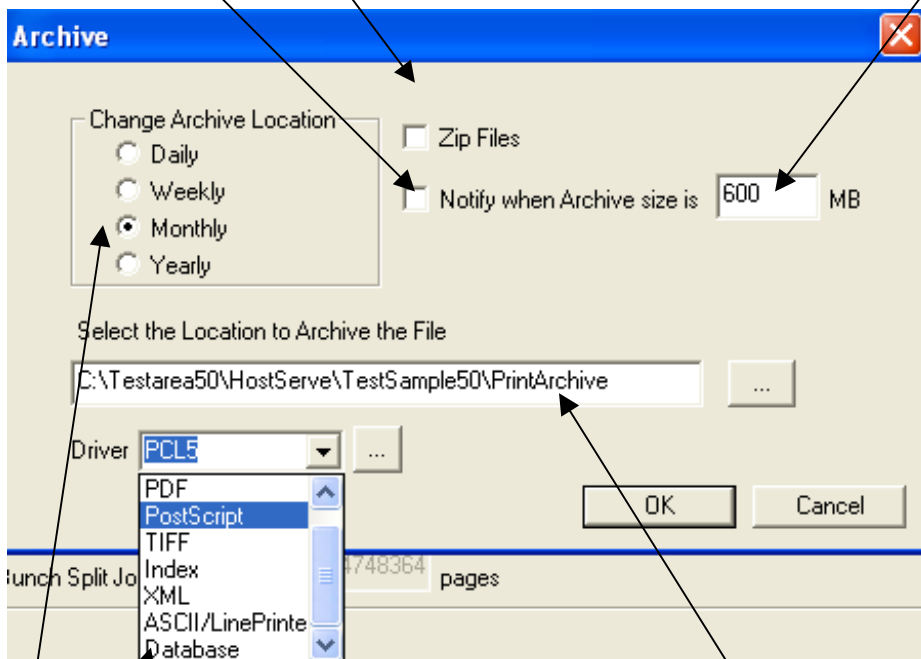 Archive
Change Archive Location
Daily
Weekly
Monthly
Yearly
Zip Files
Notify when Archive size is 600 MB
Select the Location to Archive the File
C:\Testarea50\HostServe\TestSample50\PrintArchive
...
Driver PCL5 ...
PDF
PostScript
TIFF
Index
XML
ASCII/LinePrinte
Database
OK Cancel
Split 4748364 pages